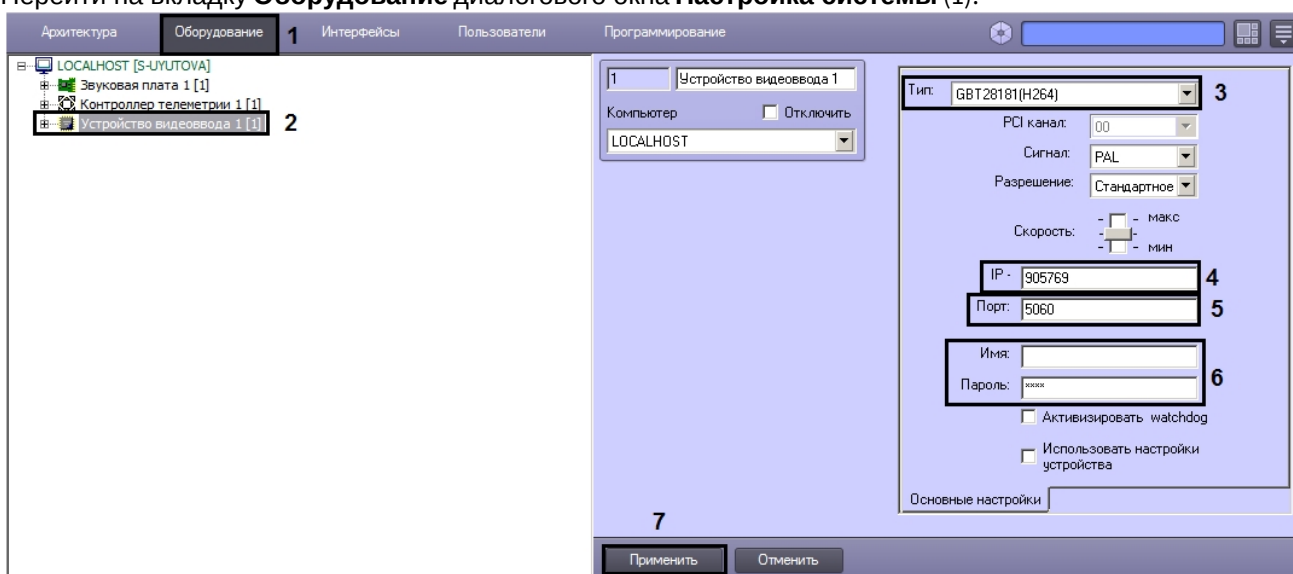 Перейти на вкладку Оборудование диалогового окна Настройка системы (1).
Архитектура Оборудование 1 Интерфейсы Пользователи Программирование
LOCALHOST [S-UYUTOVA]
Звуковая плата 1 [1]
Контроллер телеметрии 1 [1]
Устройство видеоввода 1 [1] 2
1 Устройство видеоввода 1
Компьютер Отключить
LOCALHOST
Тип: GBT28181(H264) 3
PCI канал: 00
Сигнал: PAL
Разрешение: Стандартное
Скорость: макс
мин
IP - 905769 4
Порт: 5060 5
Имя:
Пароль: xxxx 6
Активизировать watchdog
Использовать настройки
устройства
Основные настройки
7
Применить Отменить